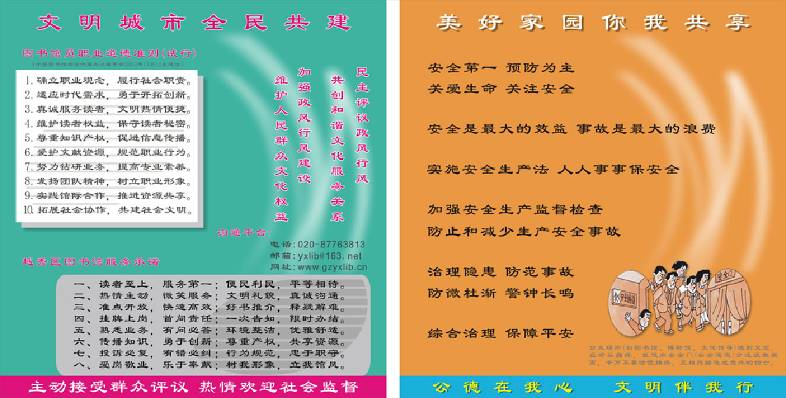 文明城市全民共建
图书馆员职业道德准则(试行)
1.确立职业观念，履行社会职责。
2.适应时代需求，勇于开拓创新。
3.真诚服务读者，文明热情便捷。
4.维护读者权益，保守读者秘密。
5.尊重知识产权，促进信息传播。
6.爱护文献资源，规范职业行为。
7.努力钻研业务，提高专业素养。
8.发扬团队精神，树立职业形象。
9.实践馆际合作，推进资源共享。
10.拓展社会协作，共建社会文明。
民主评议政风行风
共创和谐文化服务关系
加强政风行风建设
维护人民群众文化权益
沟通平台:
电话:020-87763813
邮箱:yxlib@163.net
网址:www.gzyxlib.cn
越秀区图书馆服务承诺
一、读者至上，服务第一；便民利民，平等相待。
二、热情主动，微笑服务；文明礼貌，真诚沟通。
三、准点开放，快速高效；好书推介，释疑解难。
四、挂牌上岗，首问责任；一次告知，限时办结。
五、熟悉业务，有问必答；环境整洁，优雅舒适。
六、传播知识，勇于创新；尊重产权，共享资源。
七、投诉必复，有错必纠；行为规范，忠于职守。
八、爱岗敬业，乐于奉献；树我形象，立我馆风。
主动接受群众评议 热情欢迎社会监督
美好家园你我共享
安全第一 预防为主
关爱生命 关注安全
安全是最大的效益 事故是最大的浪费
实施安全生产法 人人事事保安全
加强安全生产监督检查
防止和减少生产安全事故
治理隐患 防范事故
防微杜渐 警钟长鸣
综合治理 保障平安
公德在我心 文明伴我行